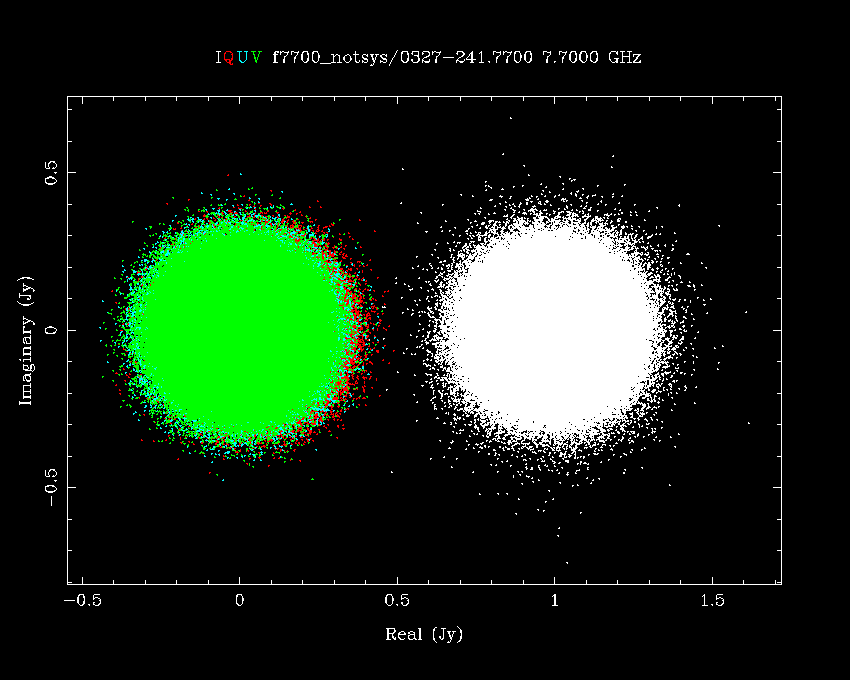 IQUV f7700_notsys/0327-241.7700 7.7000 GHz
0.5
0
-0.5
Imaginary (Jy)
-0.5 0 0.5 1 1.5
Real (Jy)